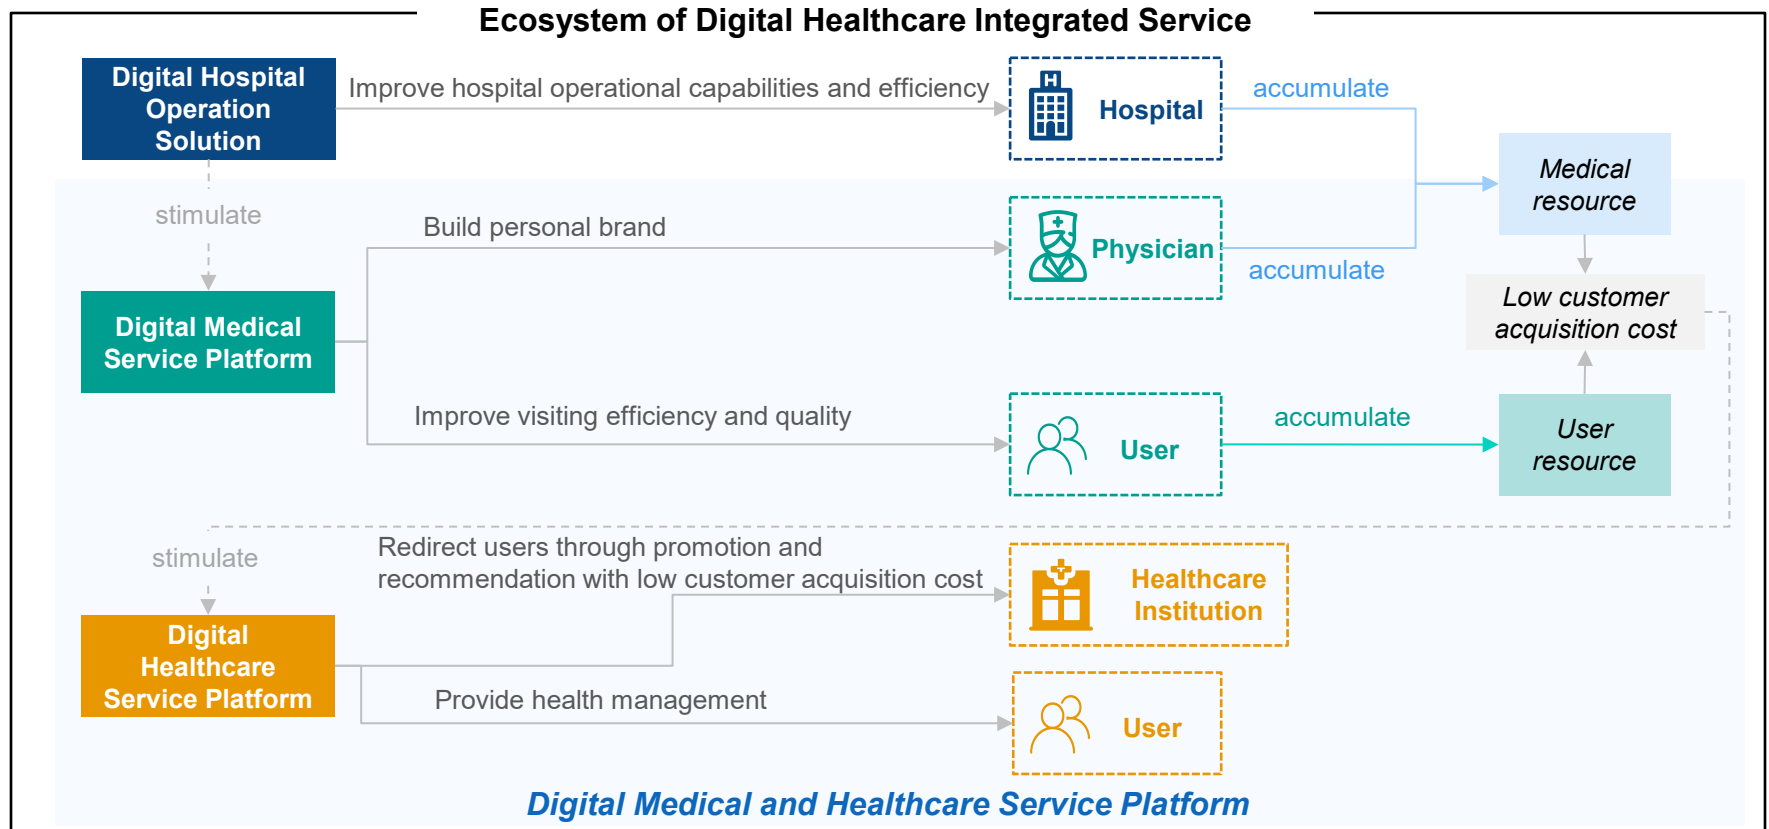 Ecosystem of Digital Healthcare Integrated Service
Digital Hospital
Operation
Solution
Improve hospital operational capabilities and efficiency
H
Hospital
accumulate
Medical
resource
stimulate
Build personal brand
Physician
accumulate
Low customer
acquisition cost
Digital Medical
Service Platform
Improve visiting efficiency and quality
User
accumulate
User
resource
stimulate
Redirect users through promotion and
recommendation with low customer acquisition cost
Healthcare
Institution
Digital
Healthcare
Service Platform
Provide health management
User
Digital Medical and Healthcare Service Platform